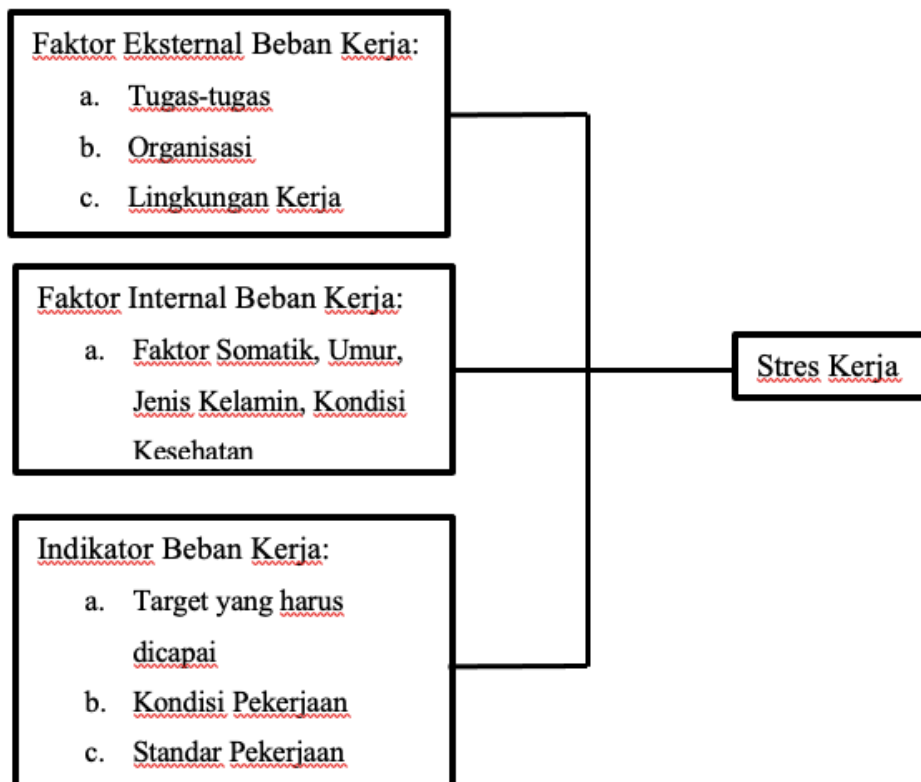 Faktor Eksternal Beban Kerja:
a. Tugas-tugas
b. Organisasi
c. Lingkungan Kerja
Faktor Internal Beban Kerja:
a. Faktor Somatik, Umur,
Jenis Kelamin, Kondisi
Kesehatan
Indikator Beban Kerja:
a. Target yang harus
dicapai
b. Kondisi Pekerjaan
c. Standar Pekerjaan
Stres Kerja